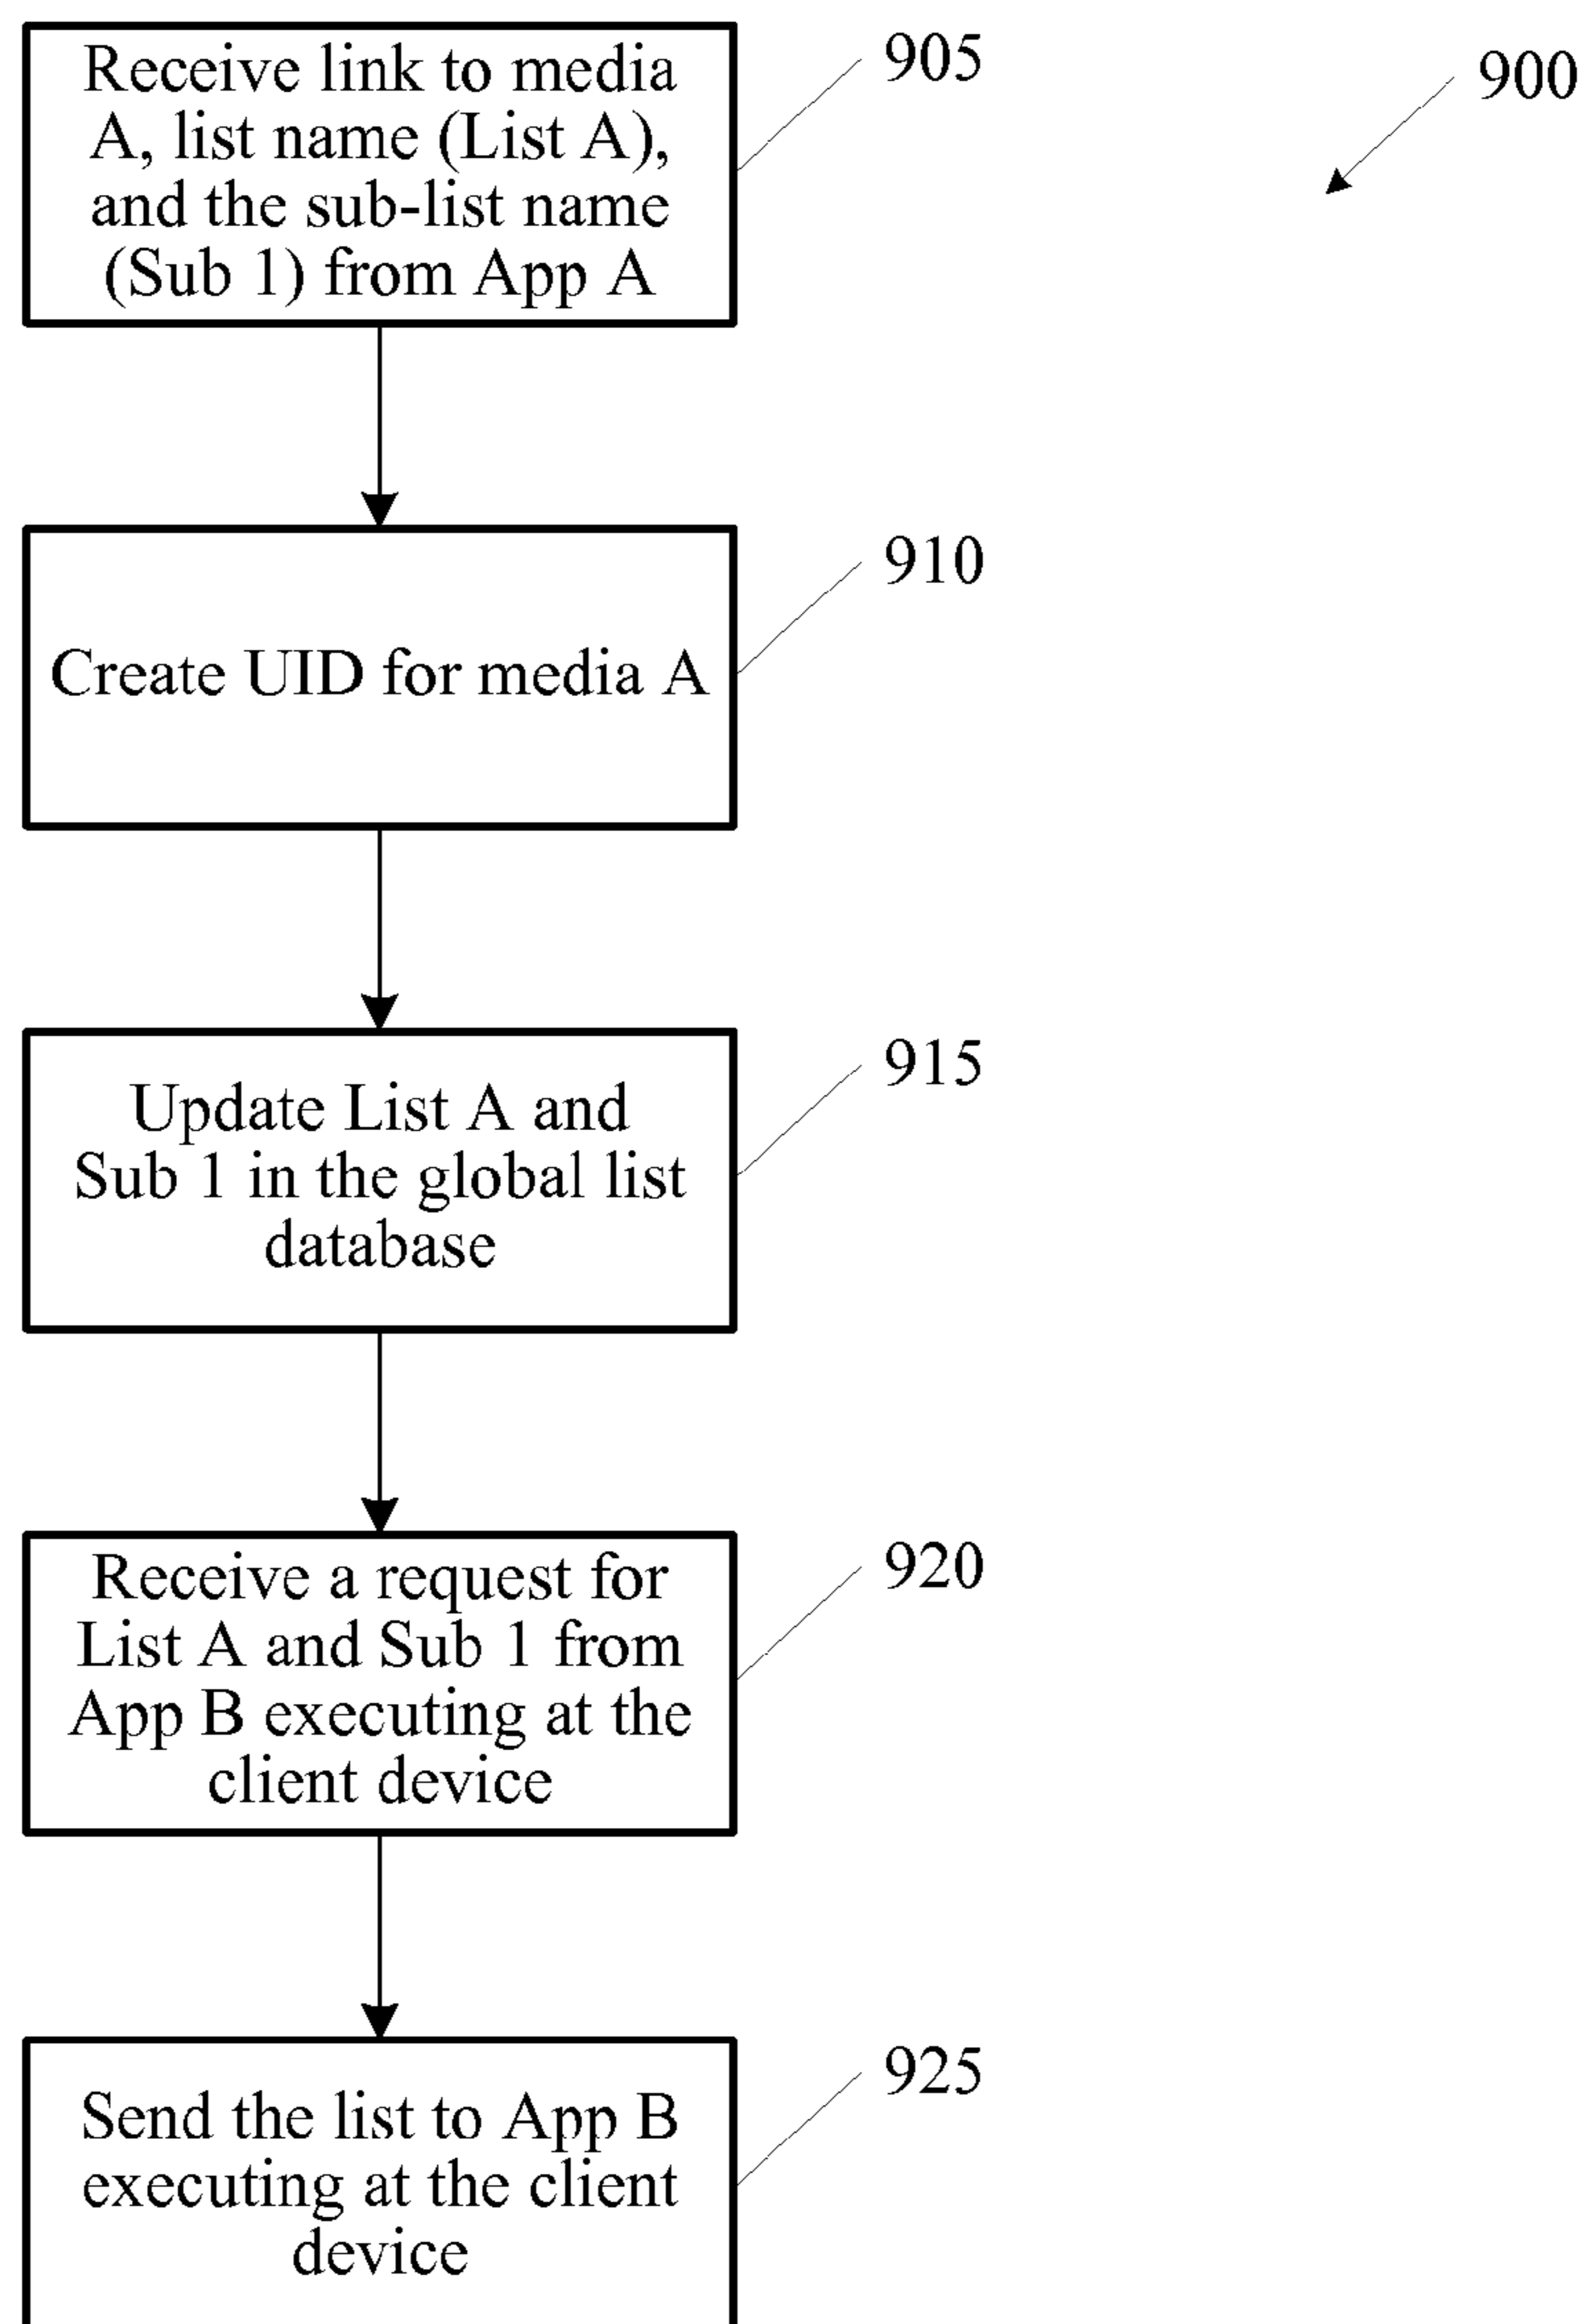 Receive link to media
A, list name (List A),
and the sub-list name
(Sub 1) from App A
905
900
Create UID for media A
910
Update List A and
Sub 1 in the global list
database
915
Receive a request for
List A and Sub 1 from
App B executing at the
client device
920
Send the list to App B
executing at the client
device
925